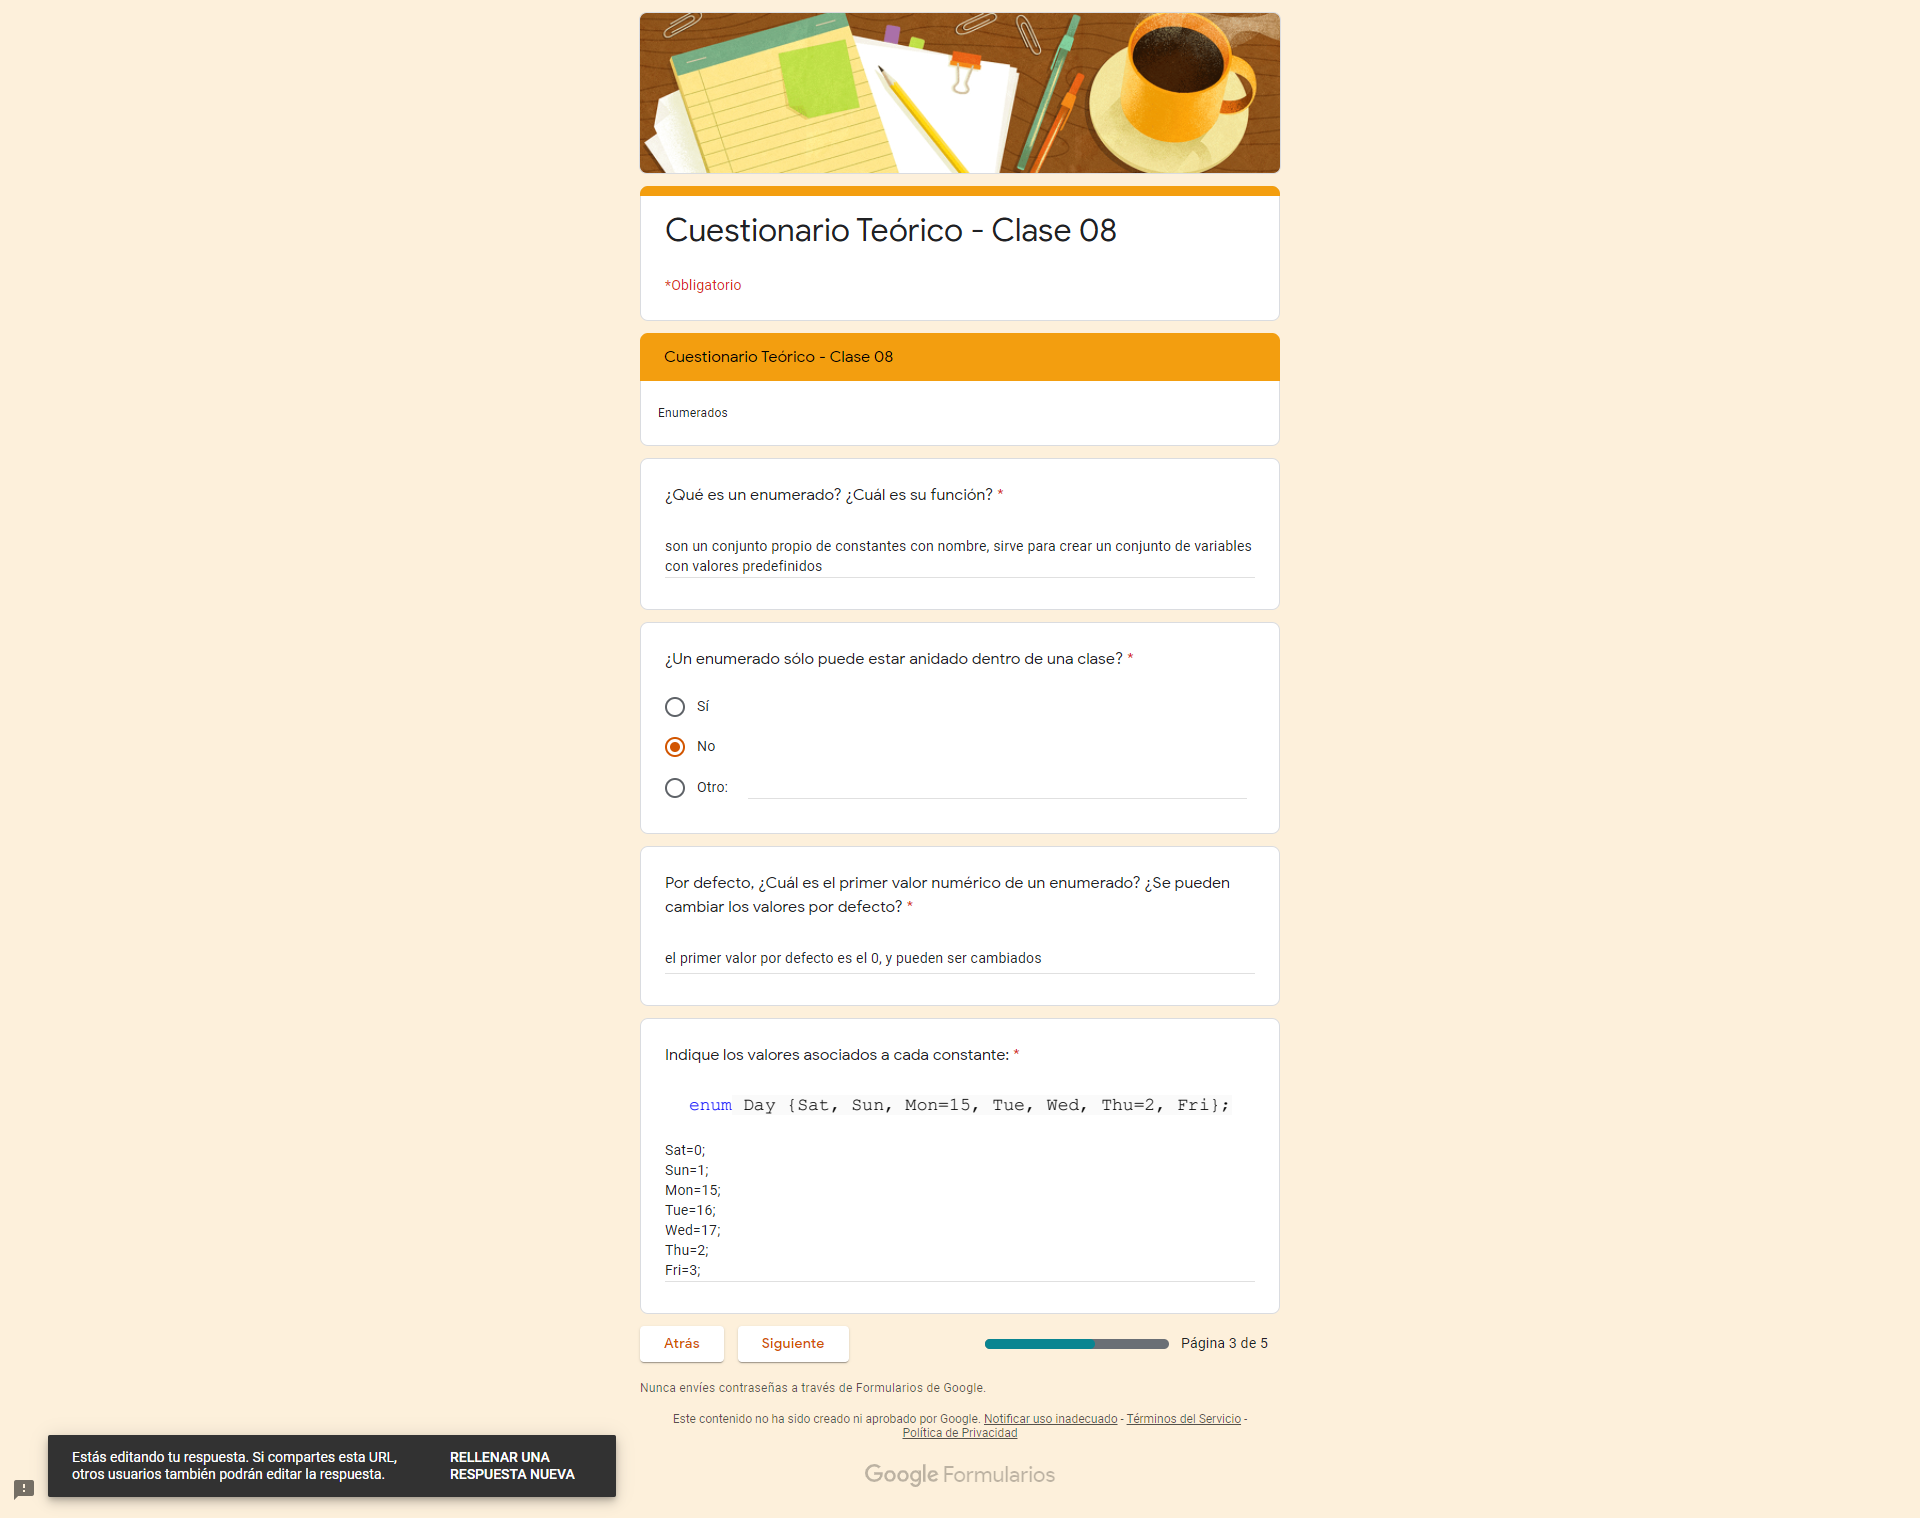 Cuestionario Teórico - Clase 08
*Obligatorio
Cuestionario Teórico - Clase 08
Enumerados
¿Qué es un enumerado? ¿Cuál es su función? *
son un conjunto propio de constantes con nombre, sirve para crear un conjunto de variables
con valores predefinidos
¿Un enumerado sólo puede estar anidado dentro de una clase? *
Sí
No
Otro:
Por defecto, ¿Cuál es el primer valor numérico de un enumerado? ¿Se pueden
cambiar los valores por defecto? *
el primer valor por defecto es el 0, y pueden ser cambiados
Indique los valores asociados a cada constante: *
enum Day {Sat, Sun, Mon=15, Tue, Wed, Thu=2, Fri};
Sat=0;
Sun=1;
Mon=15;
Tue=16;
Wed=17;
Thu=2;
Fri=3;
Atrás
Siguiente
Página 3 de 5
Nunca envíes contraseñas a través de Formularios de Google.
Este contenido no ha sido creado ni aprobado por Google. Notificar uso inadecuado - Términos del Servicio -
Política de Privacidad
Google Formularios
Estás editando tu respuesta. Si compartes esta URL,
otros usuarios también podrán editar la respuesta.
RELLENAR UNA
RESPUESTA NUEVA